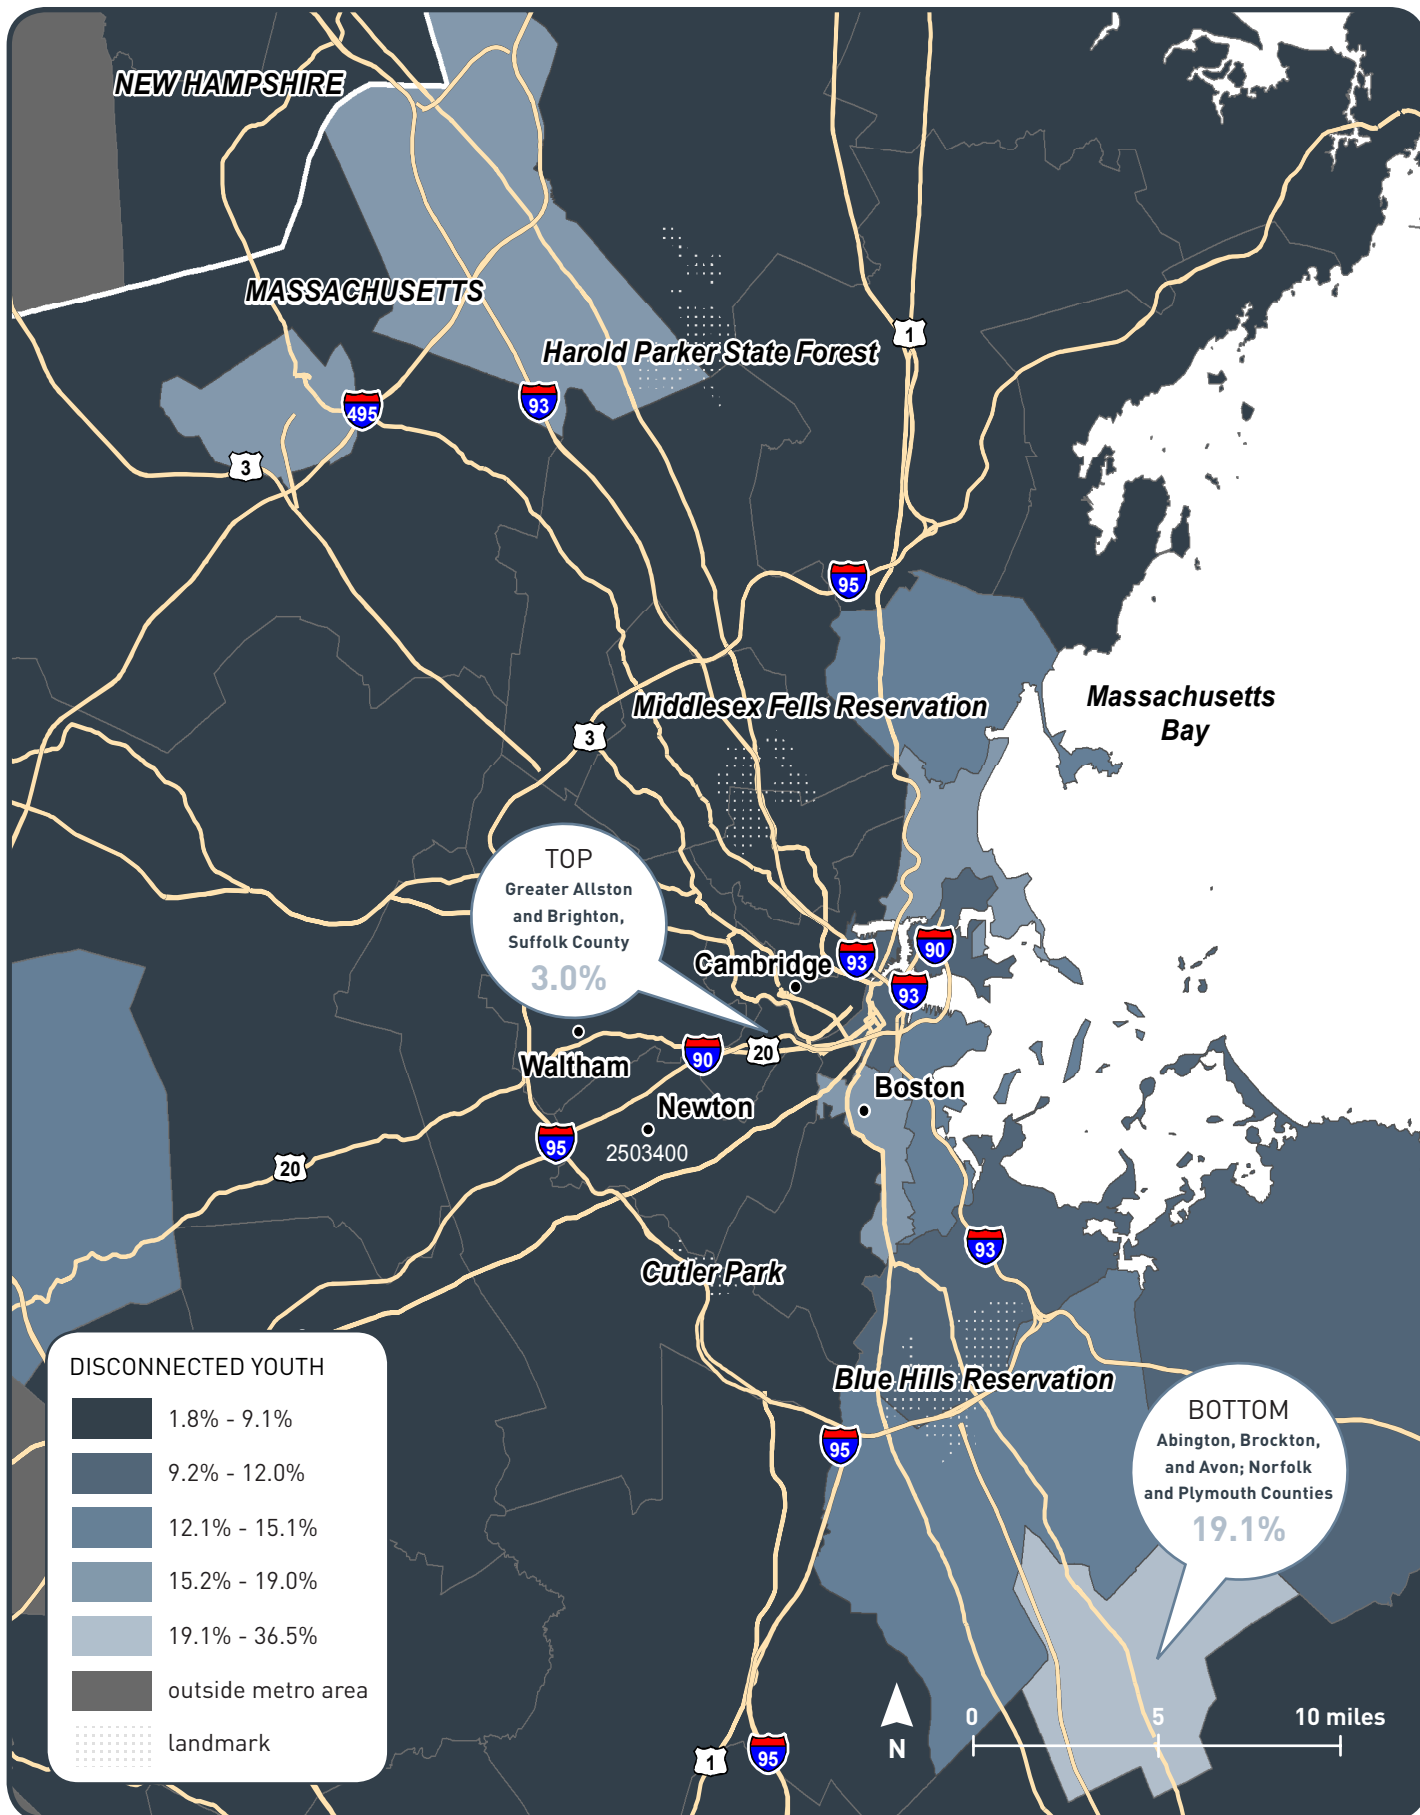 NEW HAMPSHIRE
MASSACHUSETTS
1
Harold Parker State Forest
495
93
3
95
Middlesex Fells Reservation
Massachusetts
Bay
3
TOP
Greater Allston
and Brighton,
Suffolk County
3.0%
Cambridge
93
90
93
Waltham
90
20
Boston
Newton
95
2503400
20
93
Cutler Park
Blue Hills Reservation
95
DISCONNECTED YOUTH
1.8% - 9.1%
9.2% - 12.0%
12.1% - 15.1%
15.2% - 19.0%
19.1% - 36.5%
outside metro area
landmark
BOTTOM
Abington, Brockton,
and Avon; Norfolk
and Plymouth Counties
19.1%
N
0 5 10 miles
1
95